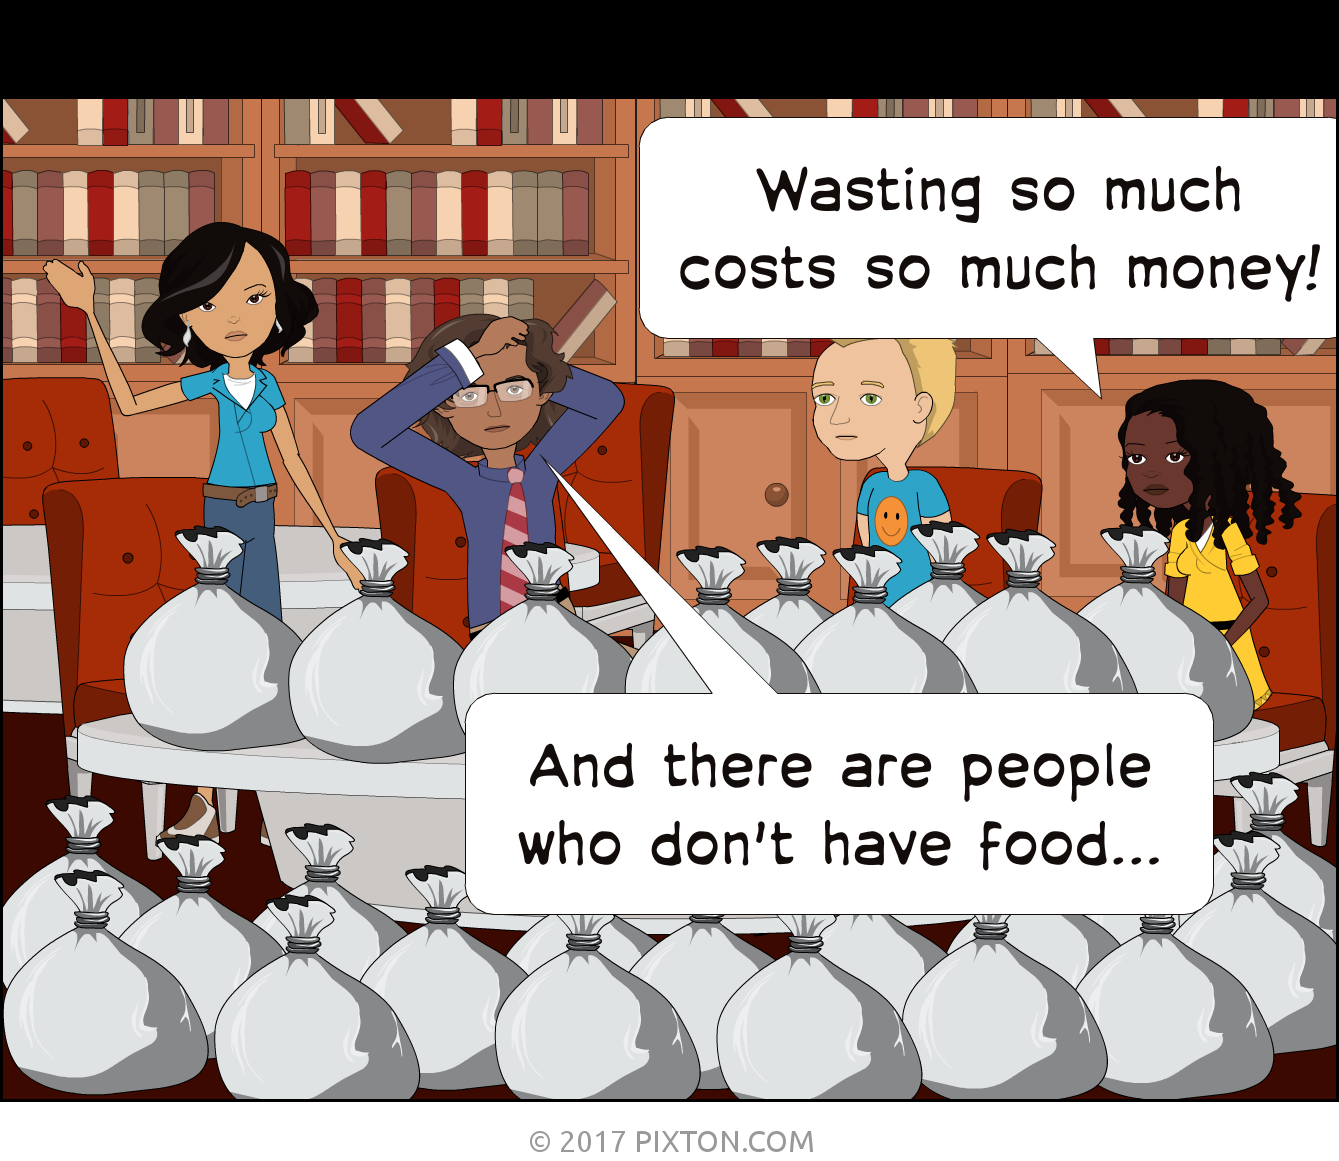 Wasting so much
costs so much money!
And there are people
who don't have food...
© 2017 PIXTON.COM